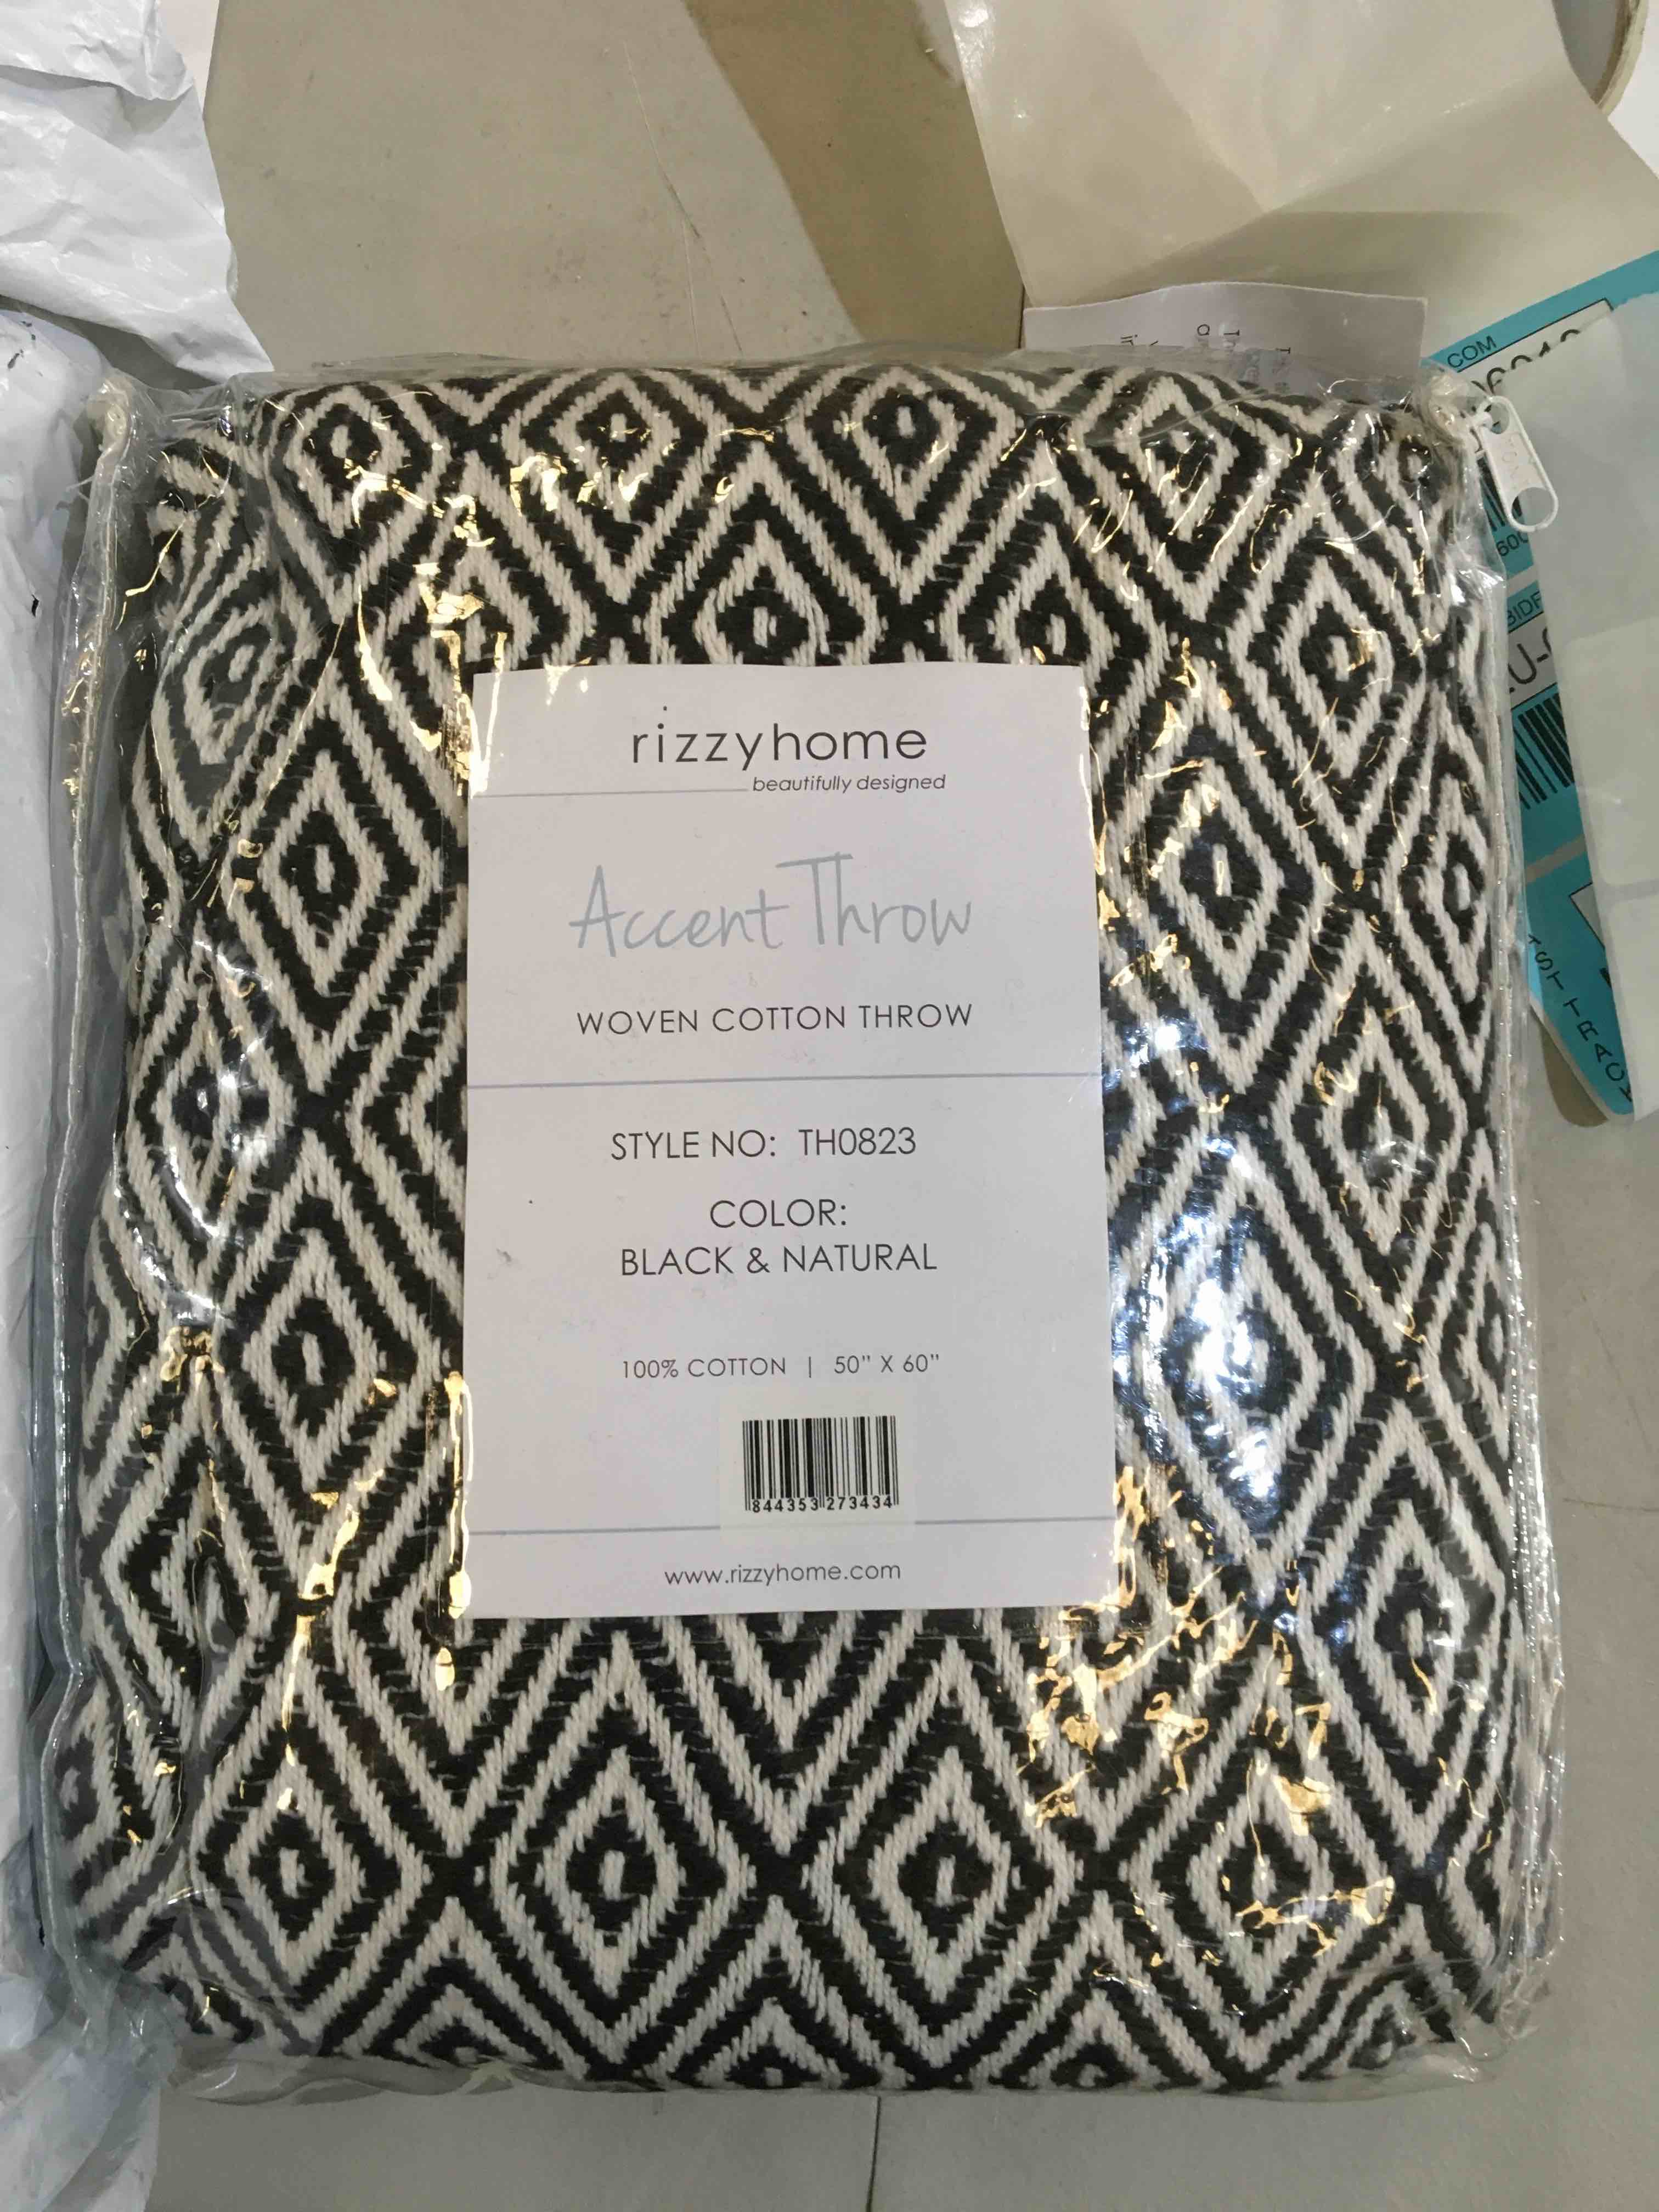 rizzyhome
beautifully designed
Accent Throw
WOVEN COTTON THROW
STYLE NO: TH0823
COLOR:
BLACK & NATURAL
100% COTTON | 50" X 60"
844353 273434
www.rizzyhome.com
COM